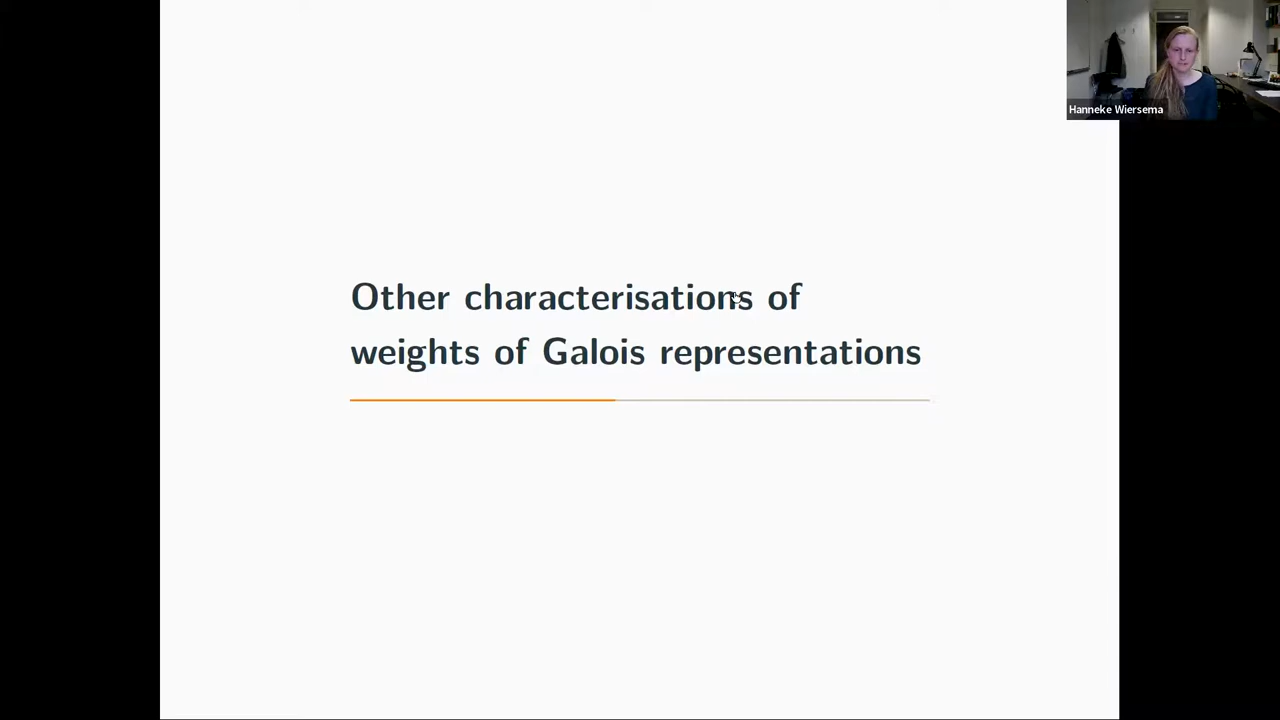 Hanneke Wiersema
Other characterisations of
weights of Galois representations